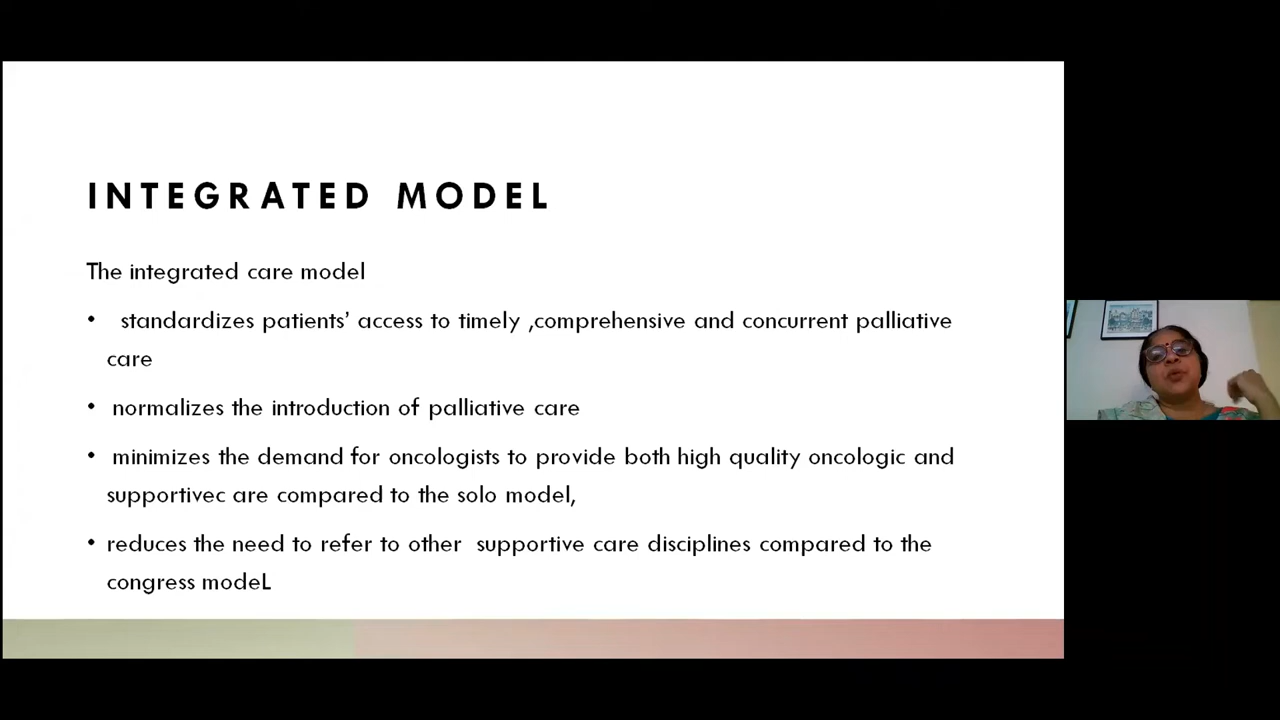 INTEGRATED MODEL
The integrated care model
• standardizes patients’ access to timely ,comprehensive and concurrent palliative
care
• normalizes the introduction of palliative care
• minimizes the demand for oncologists to provide both high quality oncologic and
supportivec are compared to the solo model,
• reduces the need to refer to other supportive care disciplines compared to the
congress modeL